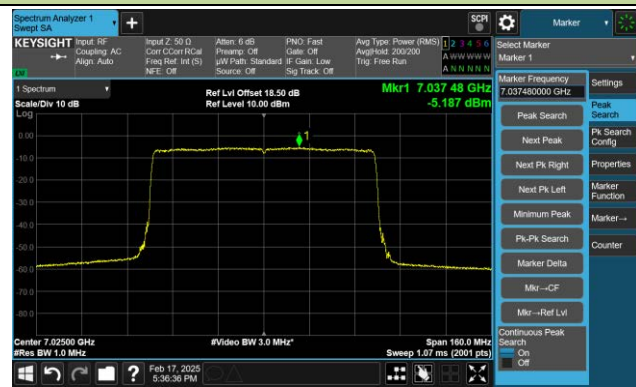 Spectrum Analyzer 1
Swept SA
SCPI
Marker
KEYSIGHT
Input: RF
Coupling: AC
Align: Auto
Input Z: 50 Ω
Corr CCorr RCal
Freq Ref: Int (S)
NFE: Off
Atten: 6 dB
Preamp: Off
µW Path: Standard
Source: Off
PNO: Fast
Gate: Off
IF Gain: Low
Sig Track: Off
Avg Type: Power (RMS)
Avg|Hold: 200/200
Trig: Free Run
1 2 3 4 5 6
A W W W W W
A N N N N N
Select Marker
Marker 1
1 Spectrum
Scale/Div 10 dB
Log
Ref Lvl Offset 18.50 dB
Ref Level 10.00 dBm
Mkr1 7.037 48 GHz
-5.187 dBm
1
0.00
-10.0
-20.0
-30.0
-40.0
-50.0
-60.0
-70.0
-80.0
Center 7.02500 GHz
#Res BW 1.0 MHz
#Video BW 3.0 MHz*
Span 160.0 MHz
Sweep 1.07 ms (2001 pts)
Marker Frequency
7.037480000 GHz
Peak Search
Next Peak
Next Pk Right
Next Pk Left
Minimum Peak
Pk-Pk Search
Marker Delta
Mkr→CF
Mkr→Ref Lvl
Continuous Peak
Search
On
Off
Settings
Peak
Search
Pk Search
Config
Properties
Marker
Function
Marker→
Counter
?
Feb 17, 2025
5:36:36 PM